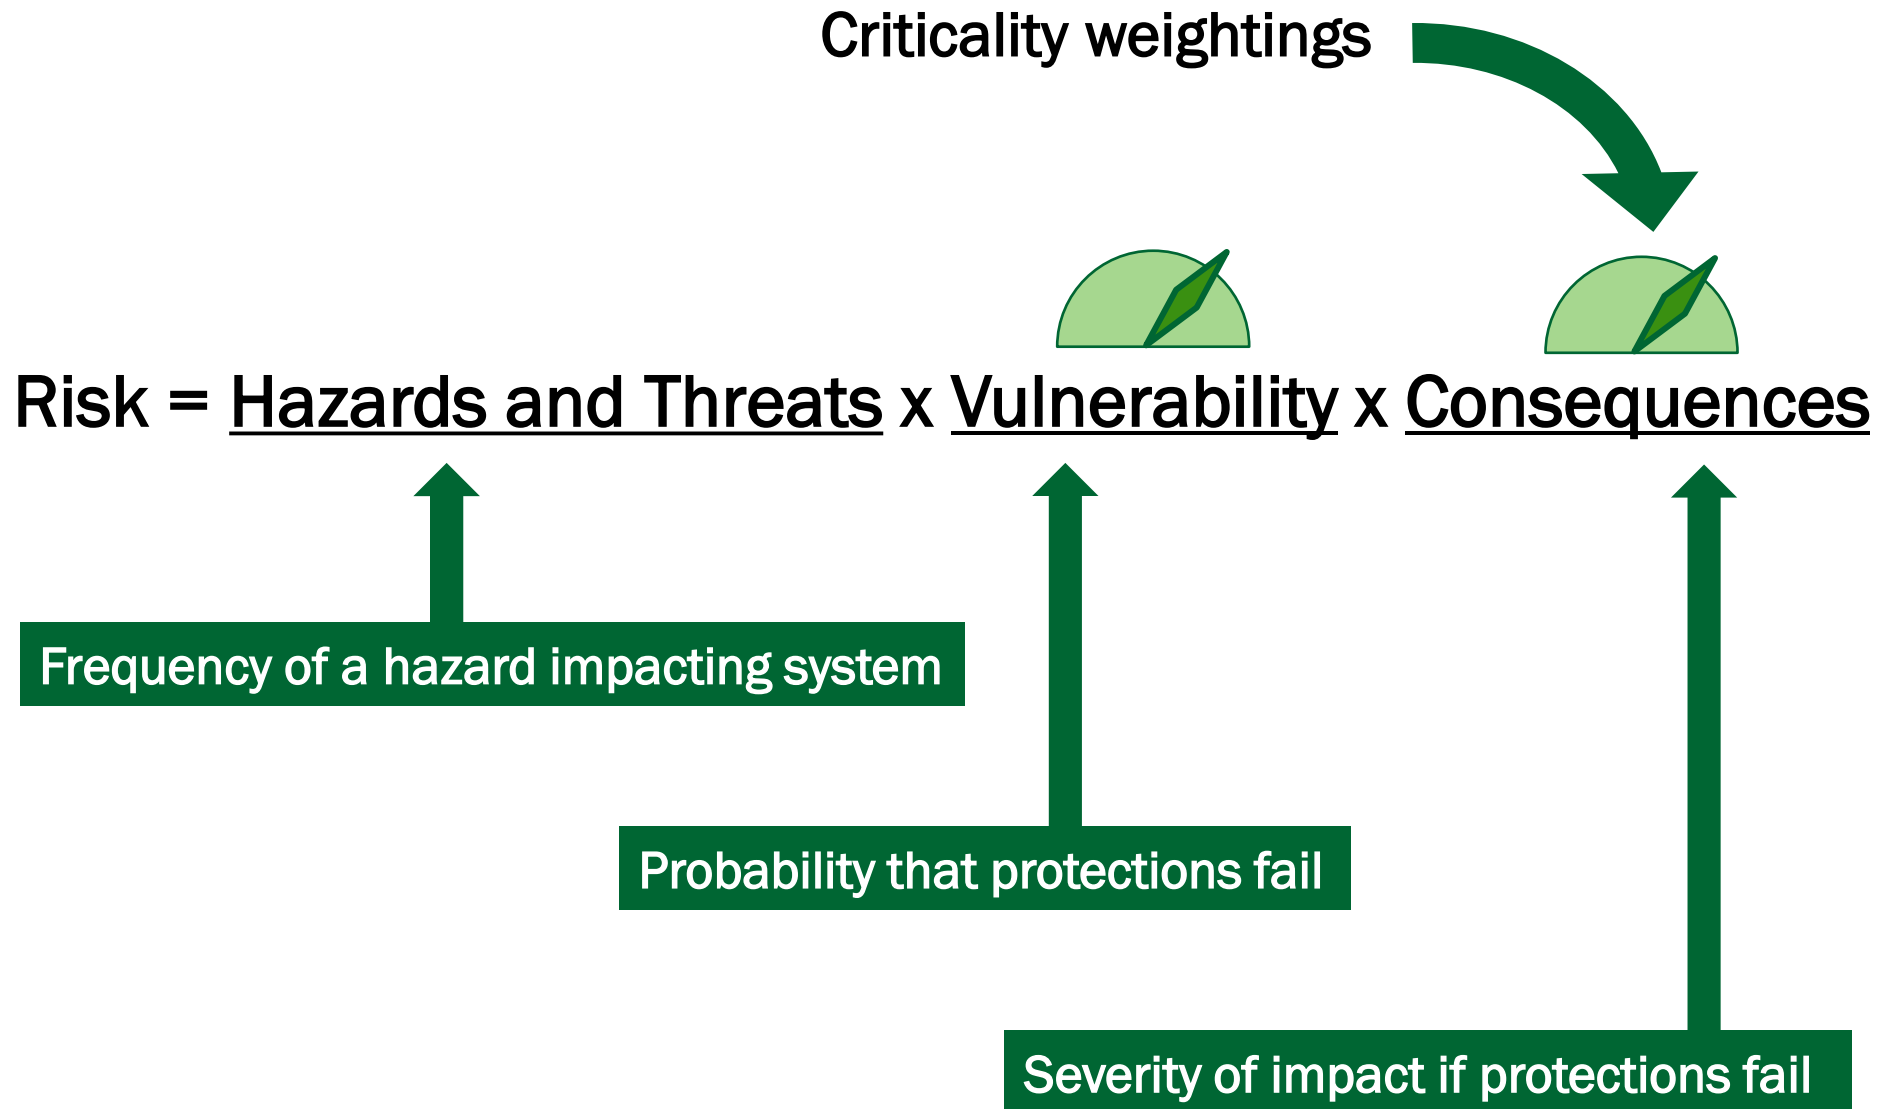 Criticality weightings
Risk = Hazards and Threats x Vulnerability x Consequences
Frequency of a hazard impacting system
Probability that protections fail
Severity of impact if protections fail